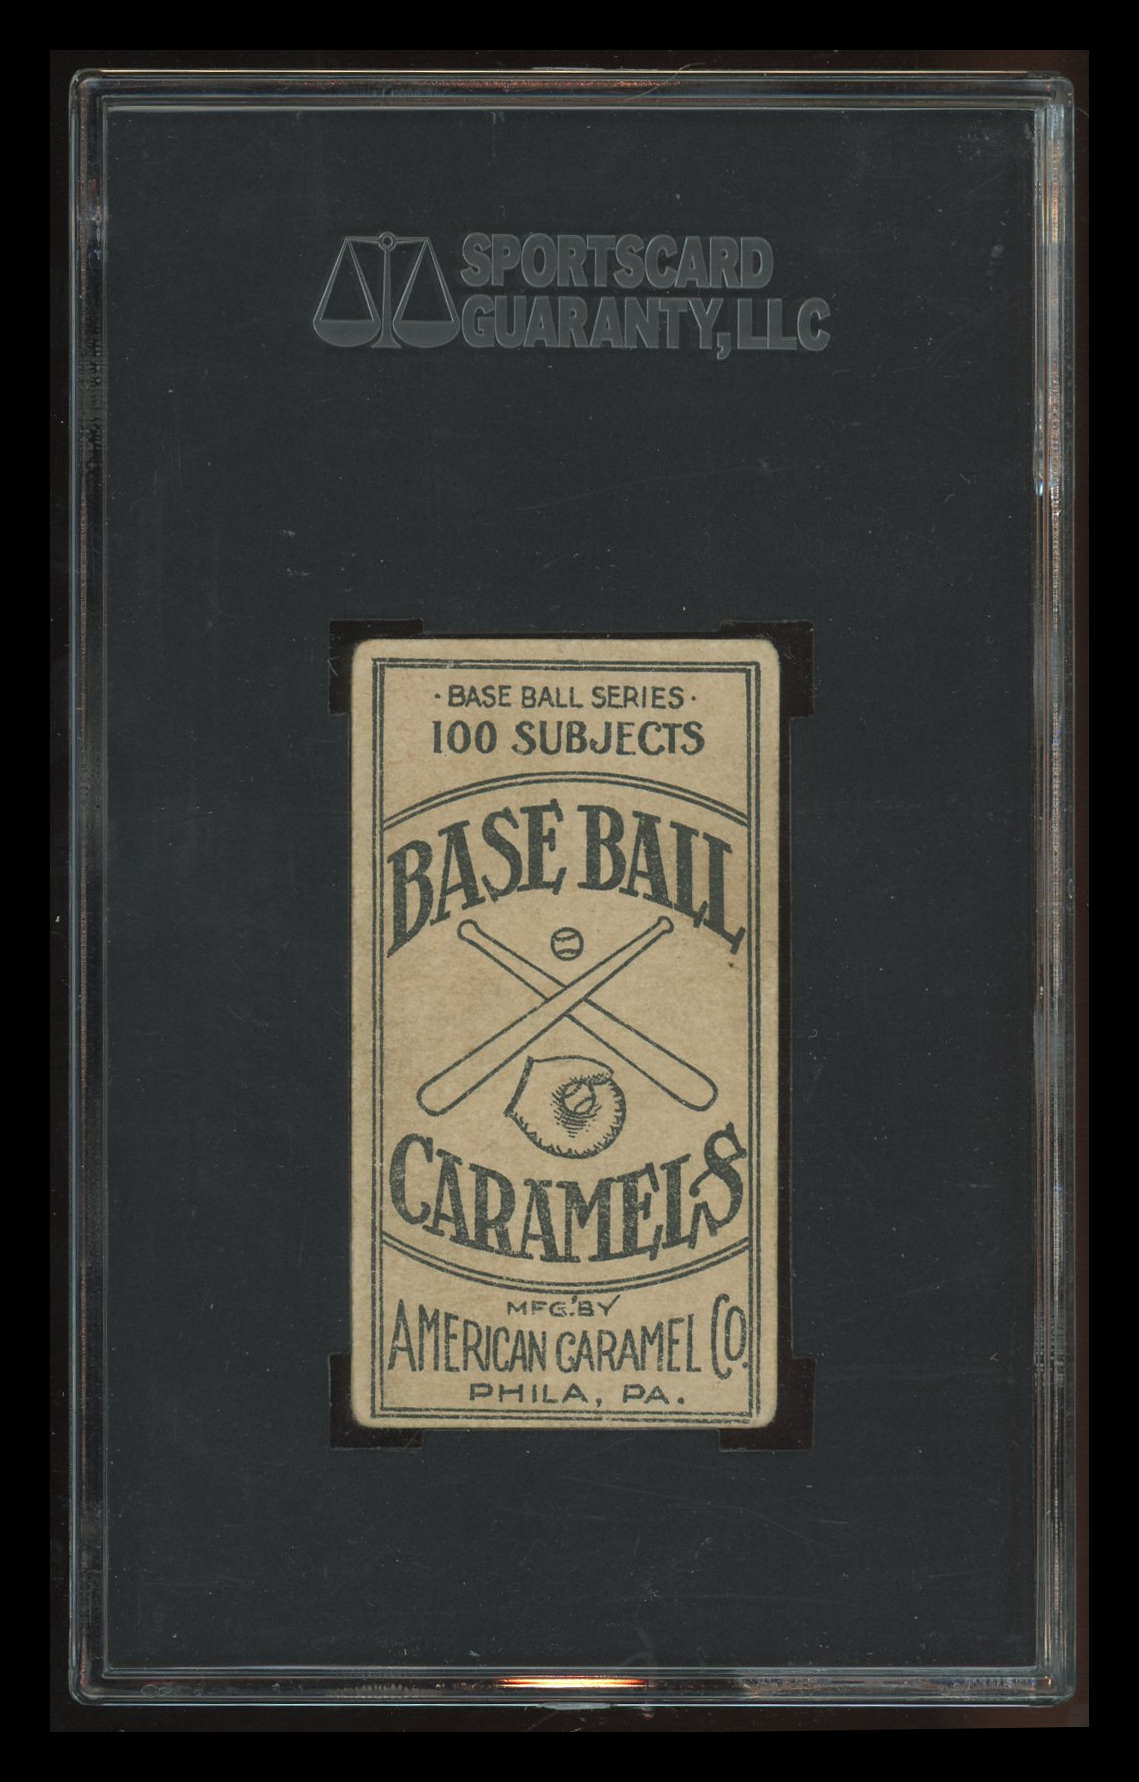 SPORTSCARD
GUARANTY, LLC
· BASE BALL SERIES ·
100 SUBJECTS
BASE BALL
CARAMELS
MFG. BY
AMERICAN CARAMEL CO.
PHILA, PA.